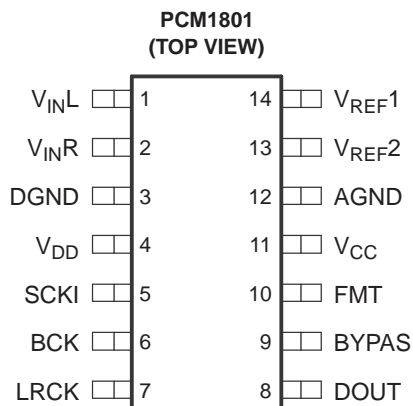 PCM1801
(TOP VIEW)
VINL 1 14 VREF1
VINR 2 13 VREF2
DGND 3 12 AGND
VDD 4 11 VCC
SCKI 5 10 FMT
BCK 6 9 BYPAS
LRCK 7 8 DOUT